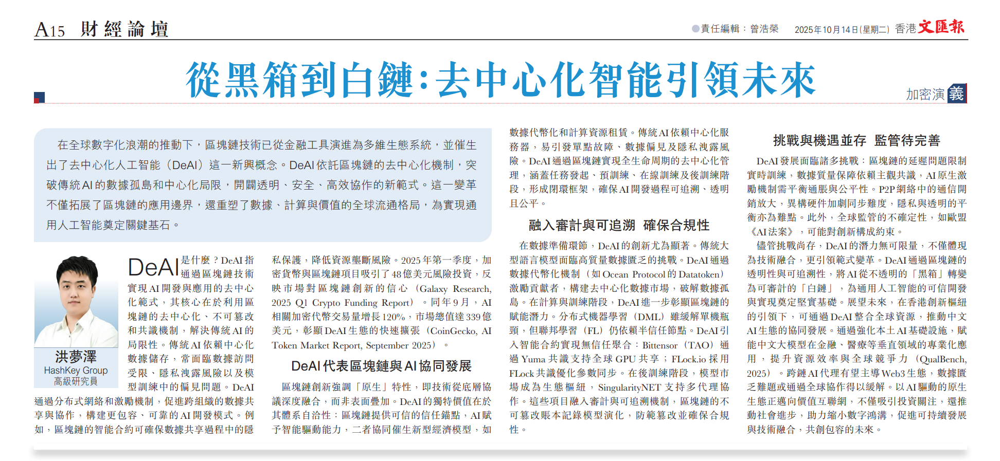 A15 財經論壇
●責任編輯：曾浩榮 2025年10月14日(星期二) 香港文匯報
從黑箱到白鏈：去中心化智能引領未來
加密演義
在全球數字化浪潮的推動下，區塊鏈技術已從金融工具演進為多維生態系統，並催生
出了去中心化人工智能（DeAI）這一新興概念。DeAI依託區塊鏈的去中心化機制，突
破傳統AI的數據孤島和中心化局限，開闢透明、安全、高效協作的新範式。這一變革
不僅拓展了區塊鏈的應用邊界，還重塑了數據、計算與價值的全球流通格局，為實現通
用人工智能奠定關鍵基石。
洪夢澤
HashKey Group
高級研究員
DeAI是什麼？DeAI指
通過區塊鏈技術
實現AI開發與應用的去中心
化範式，其核心在於利用區
塊鏈的去中心化、不可篡改
和共識機制，解決傳統AI的
局限性。傳統AI依賴中心化
數據儲存，常面臨數據訪問
受限、隱私洩露風險以及模
型訓練中的偏見問題。DeAI
通過分布式網絡和激勵機制，促進跨組織的數據共
享與協作，構建更包容、可靠的AI開發模式。例
如，區塊鏈的智能合約可確保數據共享過程中的隱
私保護，降低資源壟斷風險。2025年第一季度，加
密貨幣與區塊鏈項目吸引了48億美元風險投資，反
映市場對區塊鏈創新的信心（Galaxy Research,
2025 Q1 Crypto Funding Report）。同年9月，AI
相關加密代幣交易量增長120%，市場總值達339億
美元，彰顯DeAI生態的快速擴張（CoinGecko, AI
Token Market Report, September 2025）。
DeAI代表區塊鏈與AI協同發展
區塊鏈創新強調「原生」特性，即技術從底層協
議深度融合，而非表面疊加。DeAI的獨特價值在於
其體系自洽性：區塊鏈提供可信的信任錨點，AI賦
予智能驅動能力，二者協同催生新型經濟模型，如
數據代幣化和計算資源租賃。傳統AI依賴中心化服
務器，易引發單點故障、數據偏見及隱私洩露風
險。DeAI通過區塊鏈實現全生命周期的去中心化管
理，涵蓋任務發起、預訓練、在線訓練及後訓練階
段，形成閉環框架，確保AI開發過程可追溯、透明
且公平。
融入審計與可追溯 確保合規性
在數據準備環節，DeAI的創新尤為顯著。傳統大
型語言模型面臨高質量數據匱乏的挑戰。DeAI通過
數據代幣化機制（如Ocean Protocol的Datatoken）
激勵貢獻者，構建去中心化數據市場，破解數據孤
島。在計算與訓練階段，DeAI進一步彰顯區塊鏈的
賦能潛力。分布式機器學習（DML）雖緩解單機瓶
頸，但聯邦學習（FL）仍依賴半信任節點。DeAI引
入智能合約實現無信任聚合：Bittensor（TAO）通
過Yuma共識支持全球GPU共享；FLock.io採用
FLock共識優化參數同步。在後訓練階段，模型市
場成為生態樞紐，SingularityNET支持多代理協
作。這些項目融入審計與可追溯機制，區塊鏈的不
可篡改賬本記錄模型演化，防範篡改並確保合規
性。
挑戰與機遇並存 監管待完善
DeAI發展面臨諸多挑戰：區塊鏈的延遲問題限制
實時訓練，數據質量保障依賴主觀共識，AI原生激
勵機制需平衡通脹與公平性。P2P網絡中的通信開
銷放大，異構硬件加劇同步難度，隱私與透明的平
衡亦為難點。此外，全球監管的不確定性，如歐盟
《AI法案》，可能對創新構成約束。
儘管挑戰尚存，DeAI的潛力無可限量，不僅體現
為技術融合，更引領範式變革。DeAI通過區塊鏈的
透明性與可追溯性，將AI從不透明的「黑箱」轉變
為可審計的「白鏈」，為通用人工智能的可信開發
與實現奠定堅實基礎。展望未來，在香港創新樞紐
的引領下，可通過DeAI整合全球資源，推動中文
AI生態的協同發展。通過強化本土AI基礎設施，賦
能中文大模型在金融、醫療等垂直領域的專業化應
用，提升資源效率與全球競爭力（QualBench,
2025）。跨鏈AI代理有望主導Web3生態，數據匱
乏難題或通過全球協作得以緩解。以AI驅動的原生
生態正邁向價值互聯網，不僅吸引投資關注，還推
動社會進步，助力縮小數字鴻溝，促進可持續發展
與技術融合，共創包容的未來。